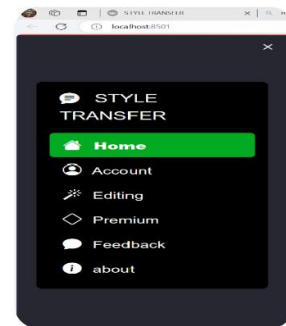 STYLE TRANSFER
localhost:8501
STYLE
TRANSFER
Home
Account
Editing
Premium
Feedback
about